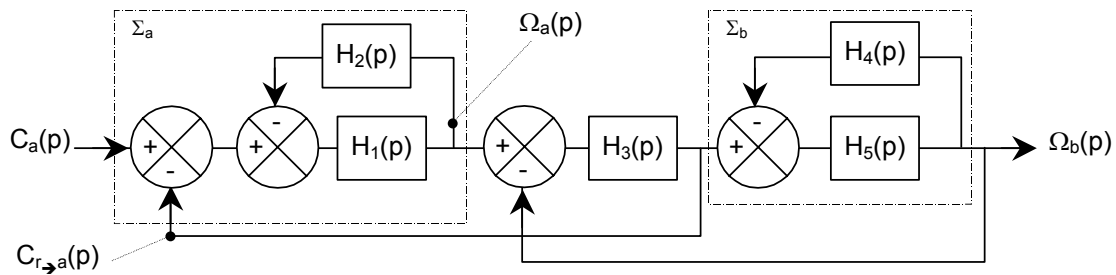 Σa
Ωa(p)
Σb
H2(p)
H4(p)
-
-
Ca(p)
+
-
+
H1(p)
+
-
H3(p)
+
H5(p)
Ωb(p)
Cr→a(p)